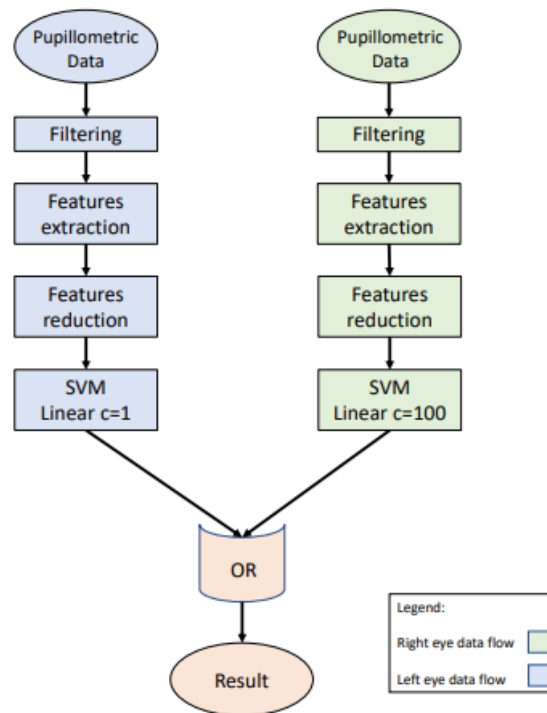 Pupillometric
Data
Filtering
Features
extraction
Features
reduction
SVM
Linear c=1
Pupillometric
Data
Filtering
Features
extraction
Features
reduction
SVM
Linear c=100
OR
Result
Legend:
Right eye data flow
Left eye data flow